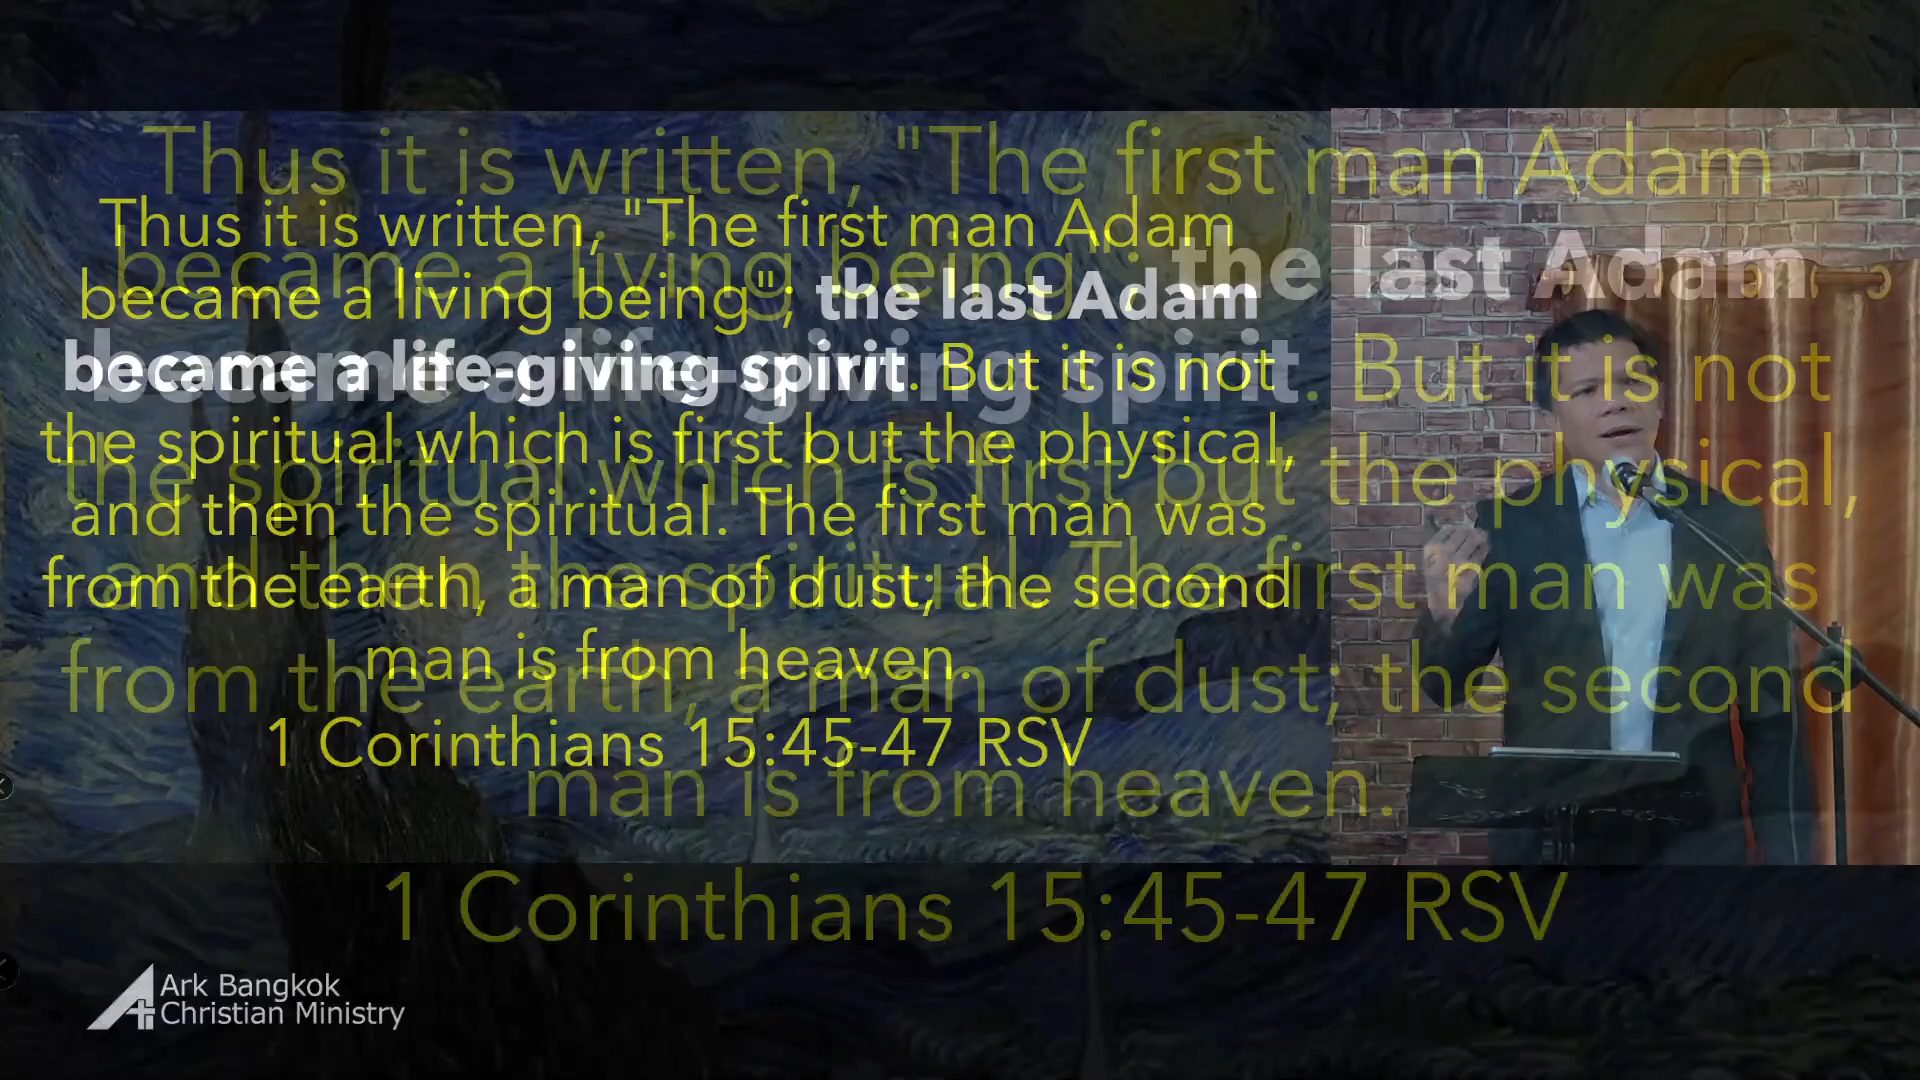 Thus it is written, "The first man Adam
became a living being"; the last Adam
became a life-giving spirit. But it is not
the spiritual which is first but the physical,
and then the spiritual. The first man was
from the earth, a man of dust; the second
man is from heaven.
1 Corinthians 15:45-47 RSV
Thus it is written, "The first man Adam
became a living being"; the last Adam
became a life-giving spirit. But it is not
the spiritual which is first but the physical,
and then the spiritual. The first man was
from the earth, a man of dust; the second
man is from heaven.
1 Corinthians 15:45-47 RSV
Ark Bangkok
Christian Ministry